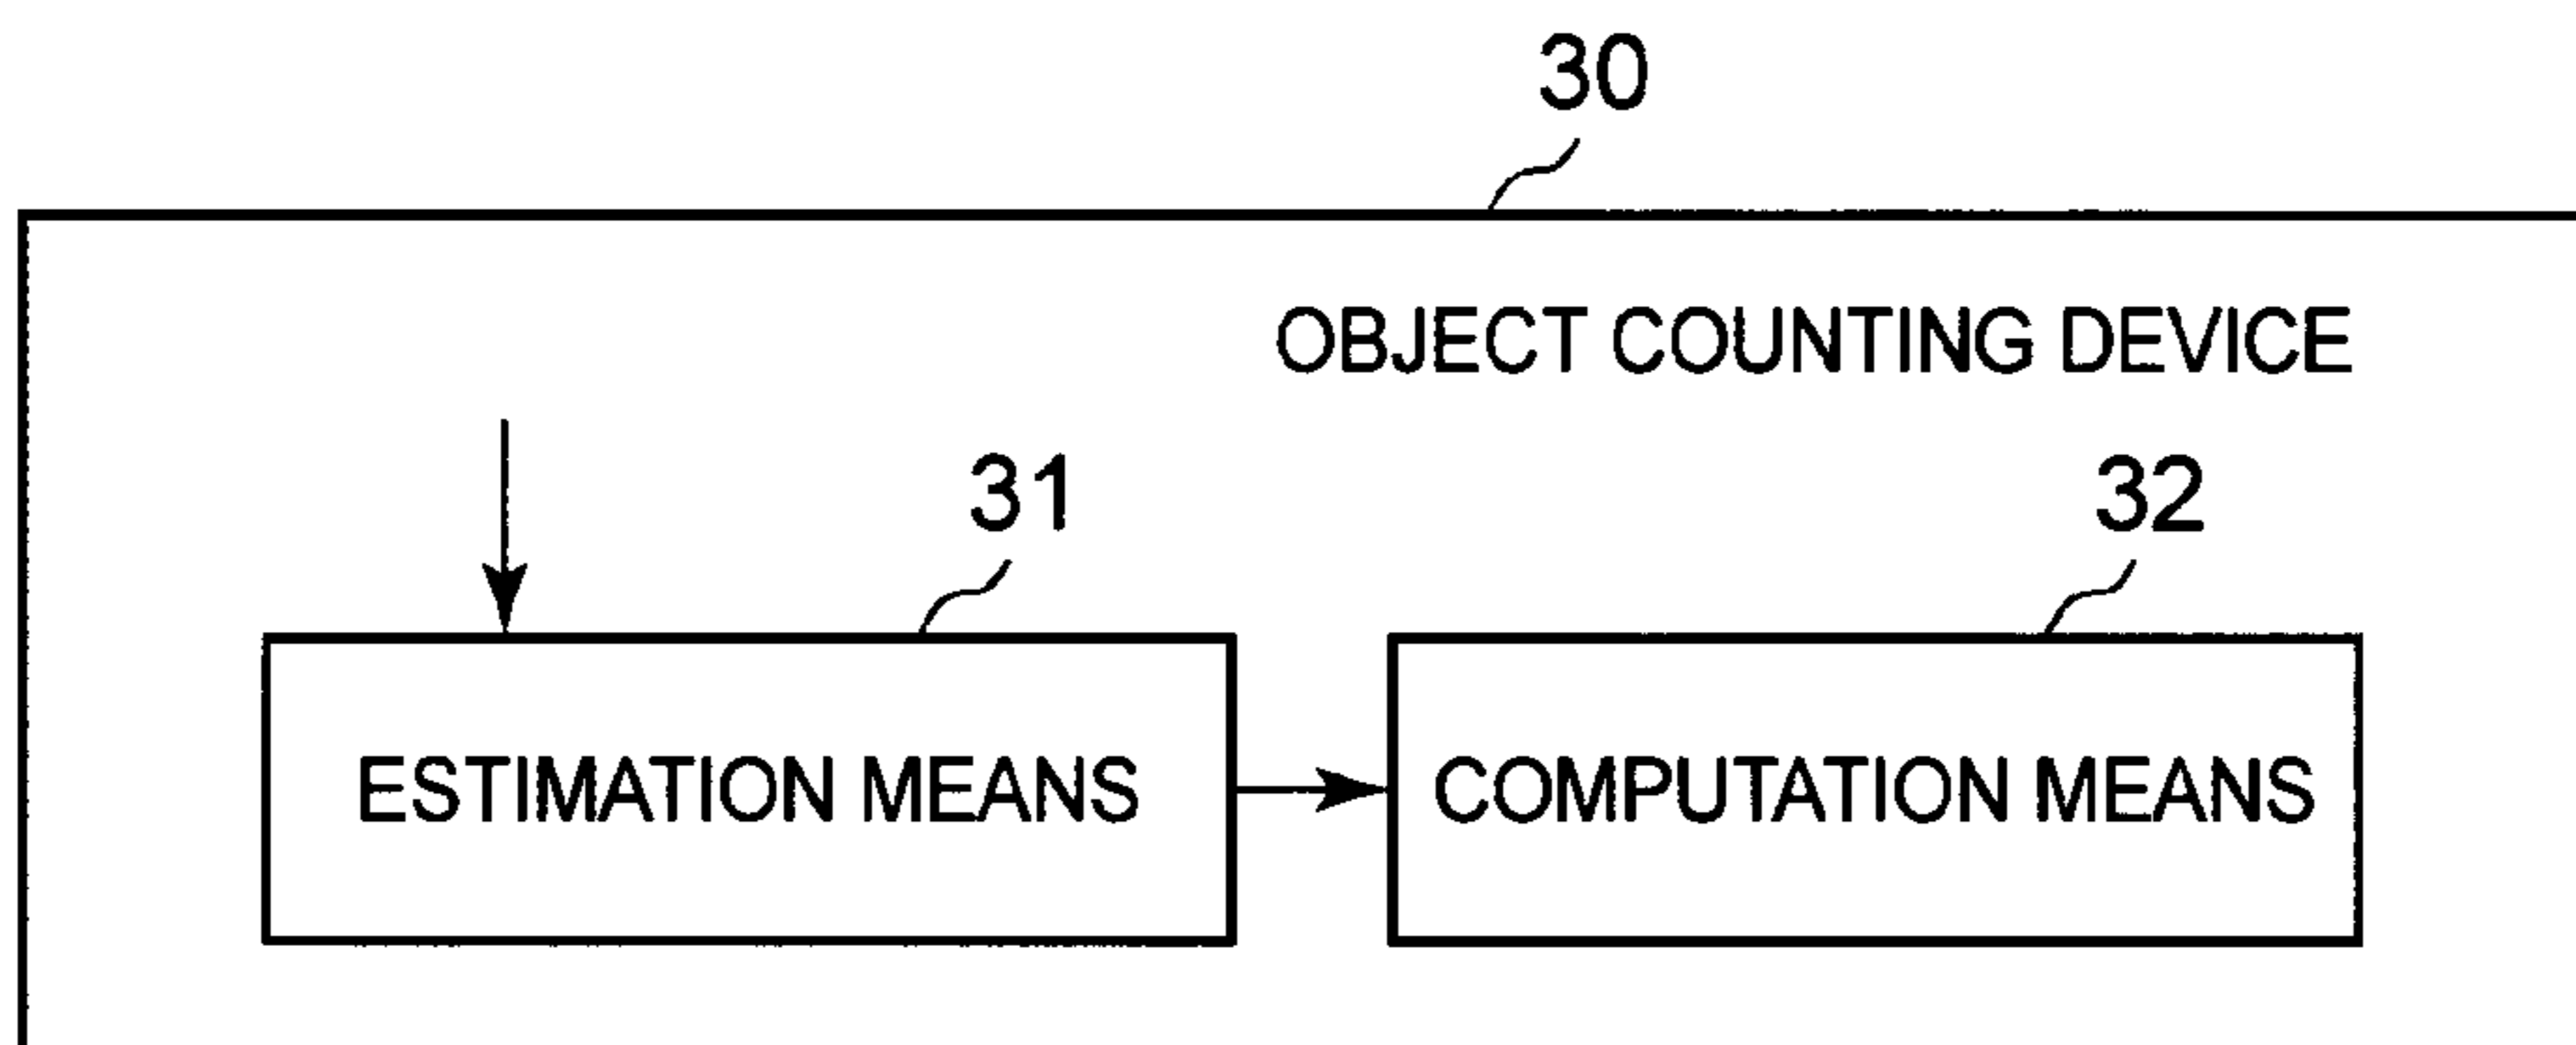 30
OBJECT COUNTING DEVICE
31
32
ESTIMATION MEANS
COMPUTATION MEANS